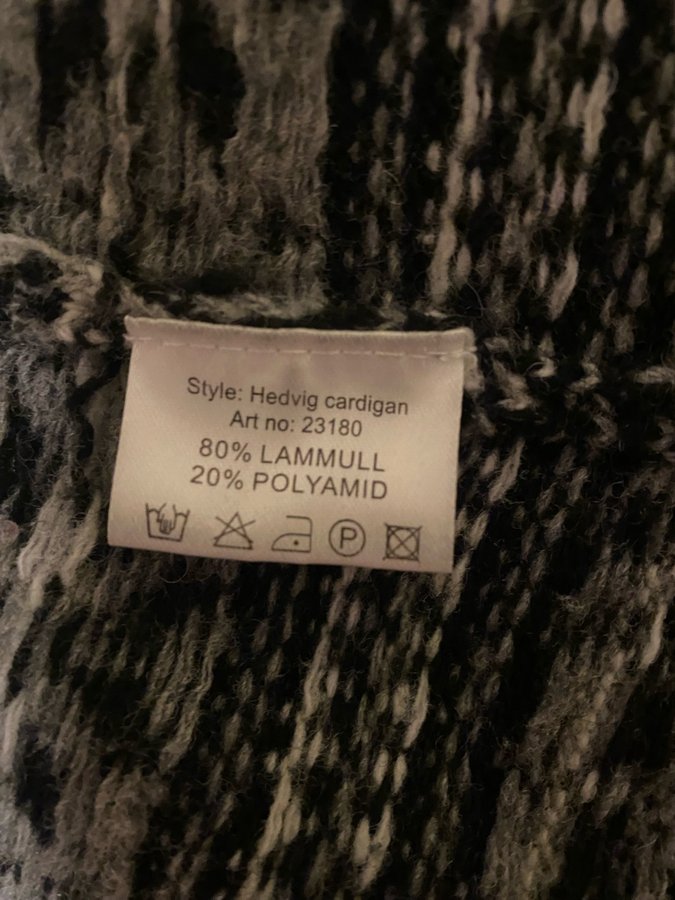 Style: Hedvig cardigan
Art no: 23180
80% LAMMULL
20% POLYAMID
P